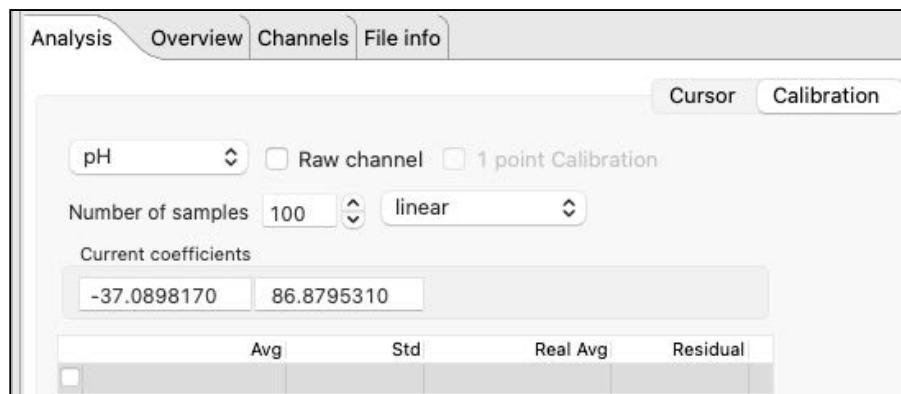 Analysis Overview Channels File info
Cursor Calibration
pH Raw channel 1 point Calibration
Number of samples 100 linear
Current coefficients
-37.0898170 86.8795310
Avg Std Real Avg Residual